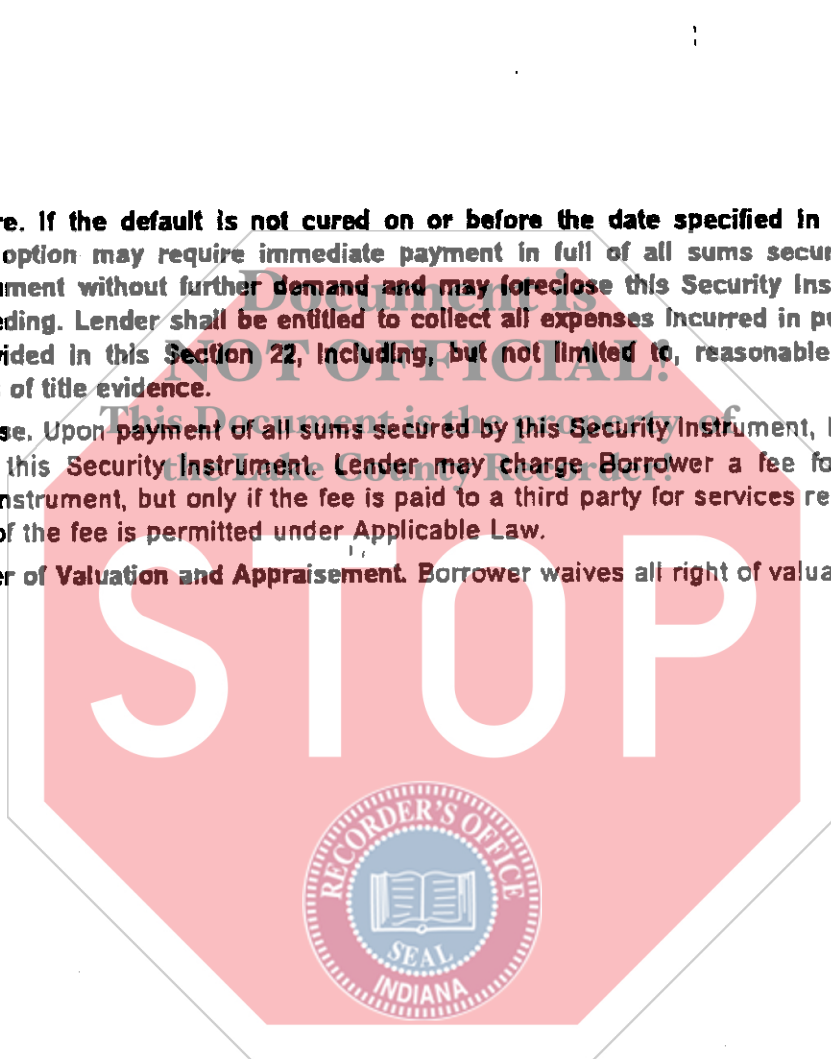 re. If the default is not cured on or before the date specified in
option may require immediate payment in full of all sums secur
ment without further demand and may foreclose this Security Ins
eding. Lender shall be entitled to collect all expenses incurred in pu
vided in this Section 22, including, but not limited to, reasonable
of title evidence.
se. Upon payment of all sums secured by this Security Instrument, L
this Security Instrument. Lender may charge Borrower a fee fo
nstrument, but only if the fee is paid to a third party for services re
of the fee is permitted under Applicable Law.
er of Valuation and Appraisement. Borrower waives all right of valua
Document is
NOT OFFICIAL!
This Document is the property of
the Lake County Recorder!
STOP
RECORDER'S OFFICE
SEAL
INDIANA